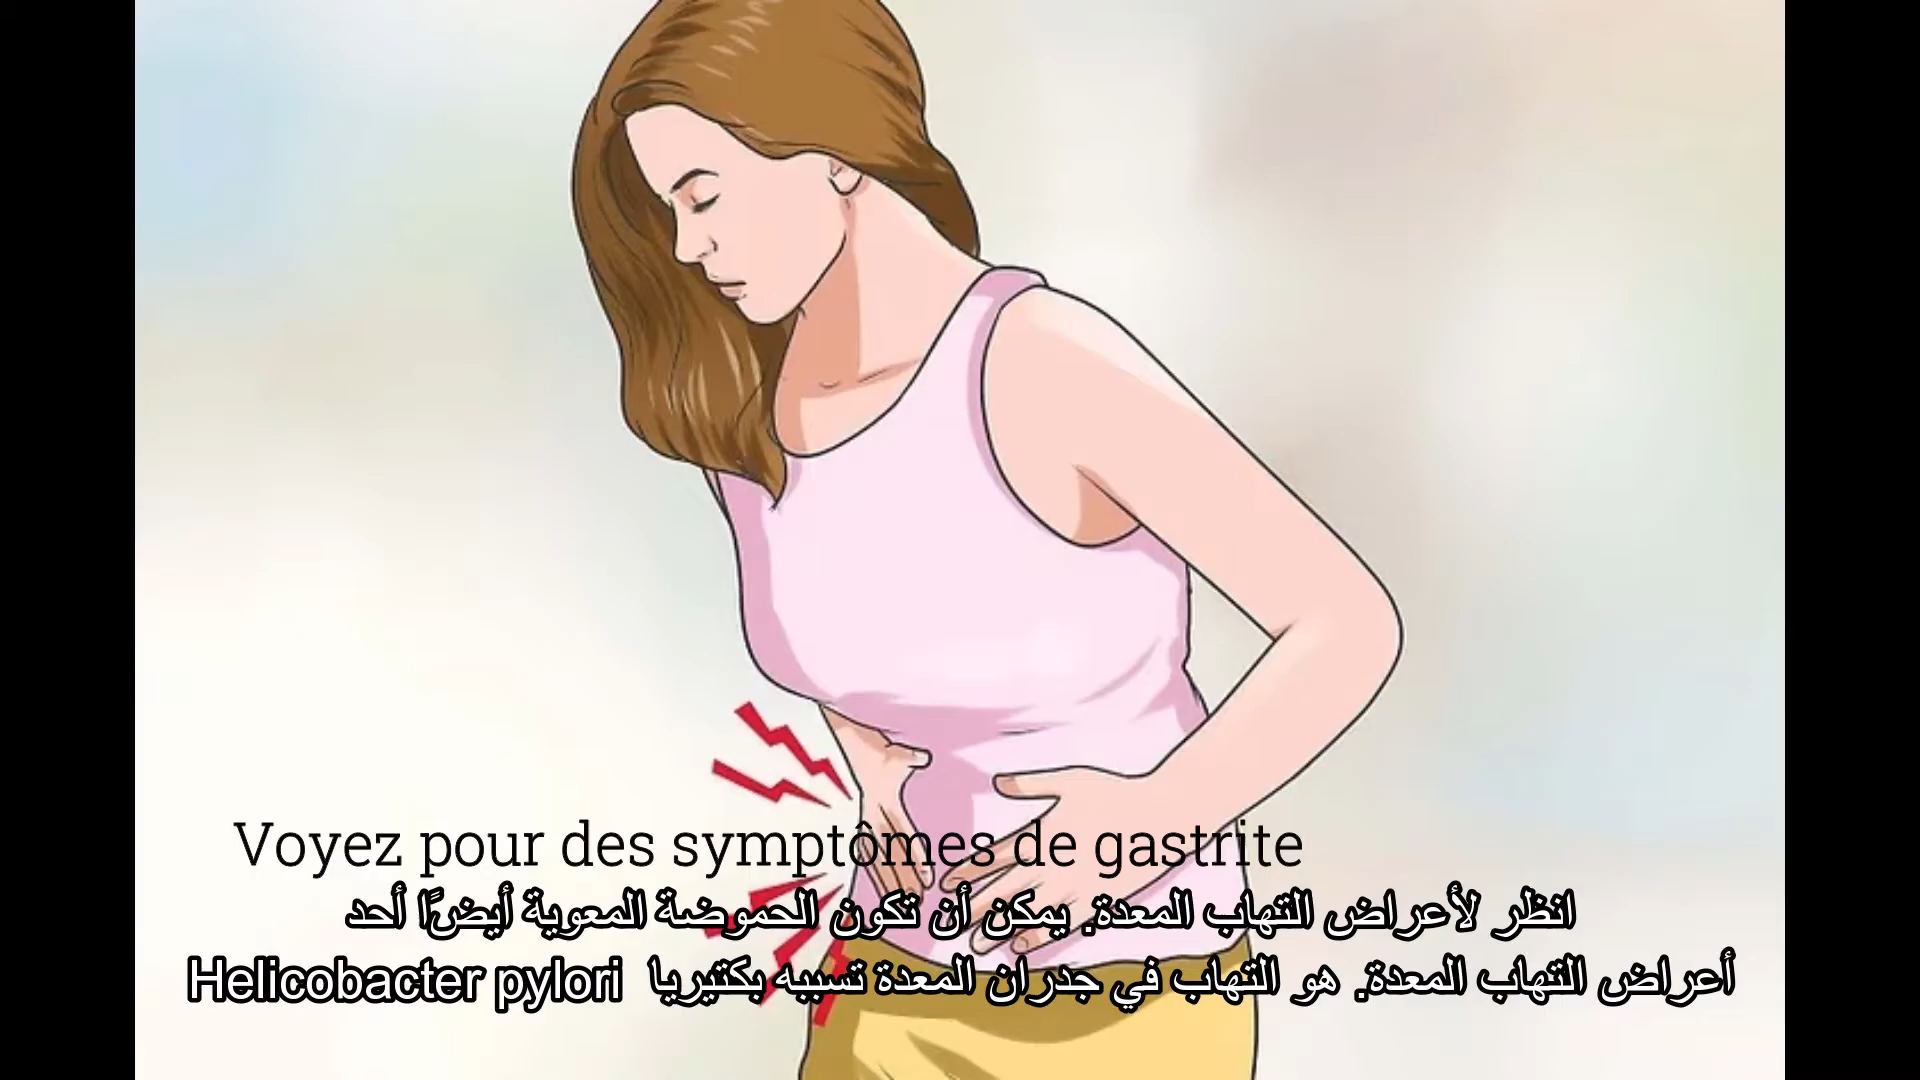 Voyez pour des symptômes de gastrite
انظر لأعراض التهاب المعدة. يمكن أن تكون الحموضة المعوية أيضًا أحد
أعراض التهاب المعدة. هو التهاب في جدران المعدة تسببه بكتيريا Helicobacter pylori